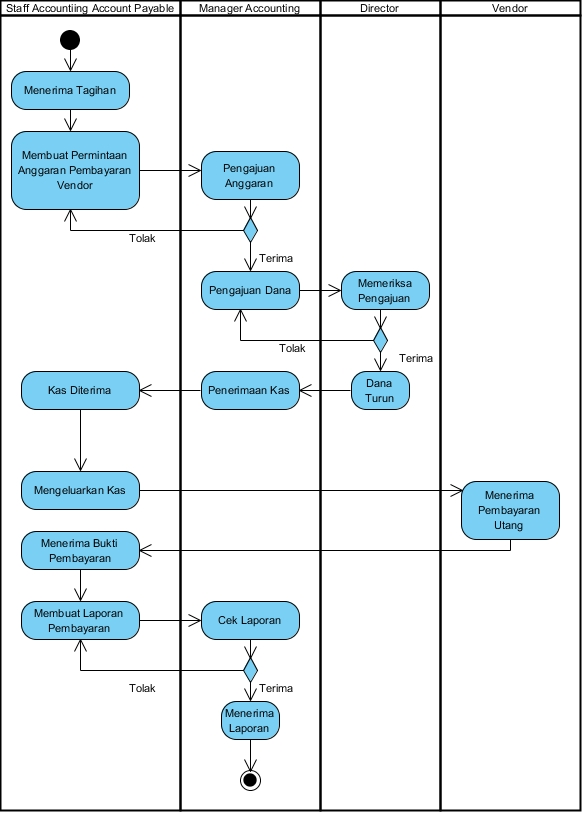 Staff Accounting Account Payable
Manager Accounting
Director
Vendor
Menerima Tagihan
Membuat Permintaan
Anggaran Pembayaran
Vendor
Pengajuan
Anggaran
Tolak
Terima
Pengajuan Dana
Memeriksa
Pengajuan
Tolak
Terima
Kas Diterima
Penerimaan Kas
Dana
Turun
Mengeluarkan Kas
Menerima
Pembayaran
Utang
Menerima Bukti
Pembayaran
Membuat Laporan
Pembayaran
Cek Laporan
Tolak
Terima
Menerima
Laporan